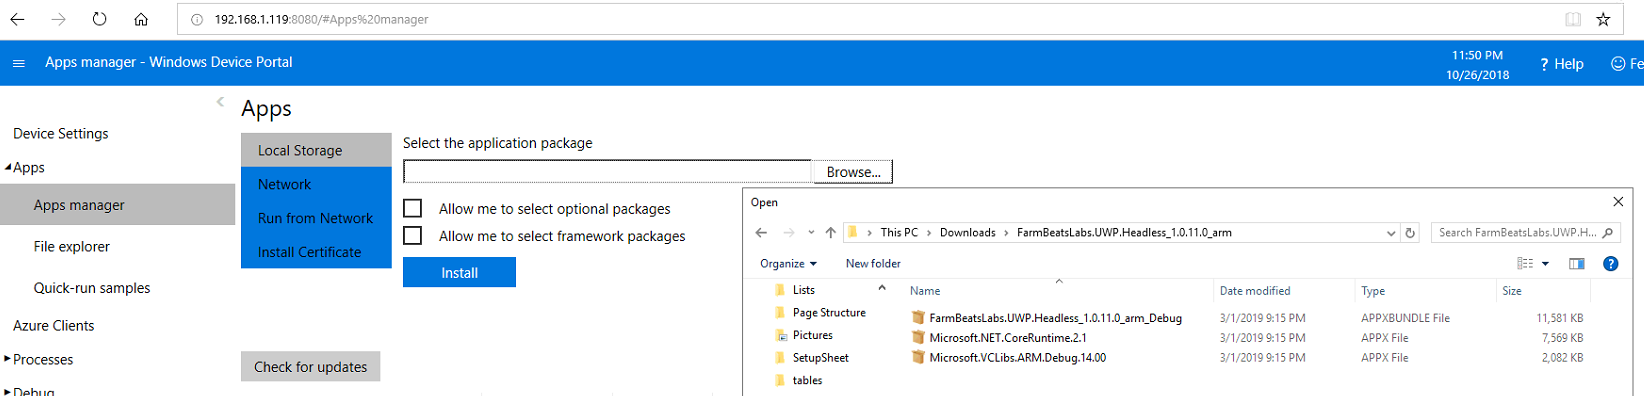 192.168.1.119:8080/#Apps%20manager
Apps manager - Windows Device Portal
11:50 PM
10/26/2018
? Help
Fe
Device Settings
Apps
Apps manager
File explorer
Quick-run samples
Azure Clients
Processes
Debug
Apps
Local Storage
Network
Run from Network
Install Certificate
Select the application package
Browse...
Allow me to select optional packages
Allow me to select framework packages
Install
Check for updates
Open
This PC > Downloads > FarmBeatsLabs.UWP.Headless_1.0.11.0_arm
Search FarmBeatsLabs.UWP.H...
Organize
New folder
Lists
Page Structure
Pictures
SetupSheet
tables
Name Date modified Type Size
FarmBeatsLabs.UWP.Headless_1.0.11.0_arm_Debug 3/1/2019 9:15 PM APPXBUNDLE File 11,581 KB
Microsoft.NET.CoreRuntime.2.1 3/1/2019 9:15 PM APPX File 7,569 KB
Microsoft.VCLibs.ARM.Debug.14.00 3/1/2019 9:15 PM APPX File 2,082 KB